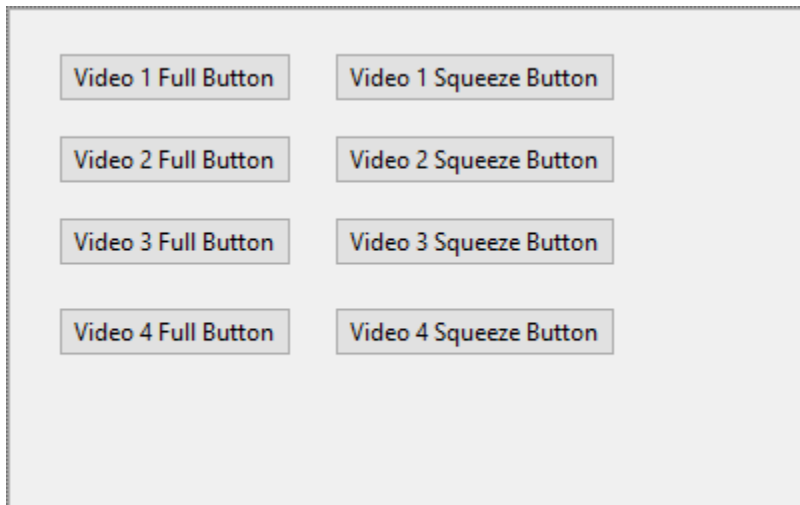 Video 1 Full Button
Video 1 Squeeze Button
Video 2 Full Button
Video 2 Squeeze Button
Video 3 Full Button
Video 3 Squeeze Button
Video 4 Full Button
Video 4 Squeeze Button